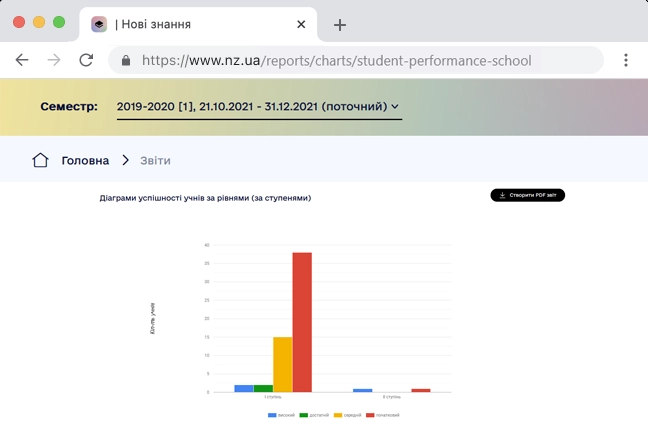 | Нові знання
https://www.nz.ua/reports/charts/student-performance-school
Семестр: 2019-2020 [1], 21.10.2021 - 31.12.2021 (поточний)
Головна > Звіти
Діаграми успішності учнів за рівнями (за ступенями)
Створити PDF звіт
40
35
30
25
20
15
10
5
0
Кіл-ть учнів
I ступінь
II ступінь
високий достатній середній початковий